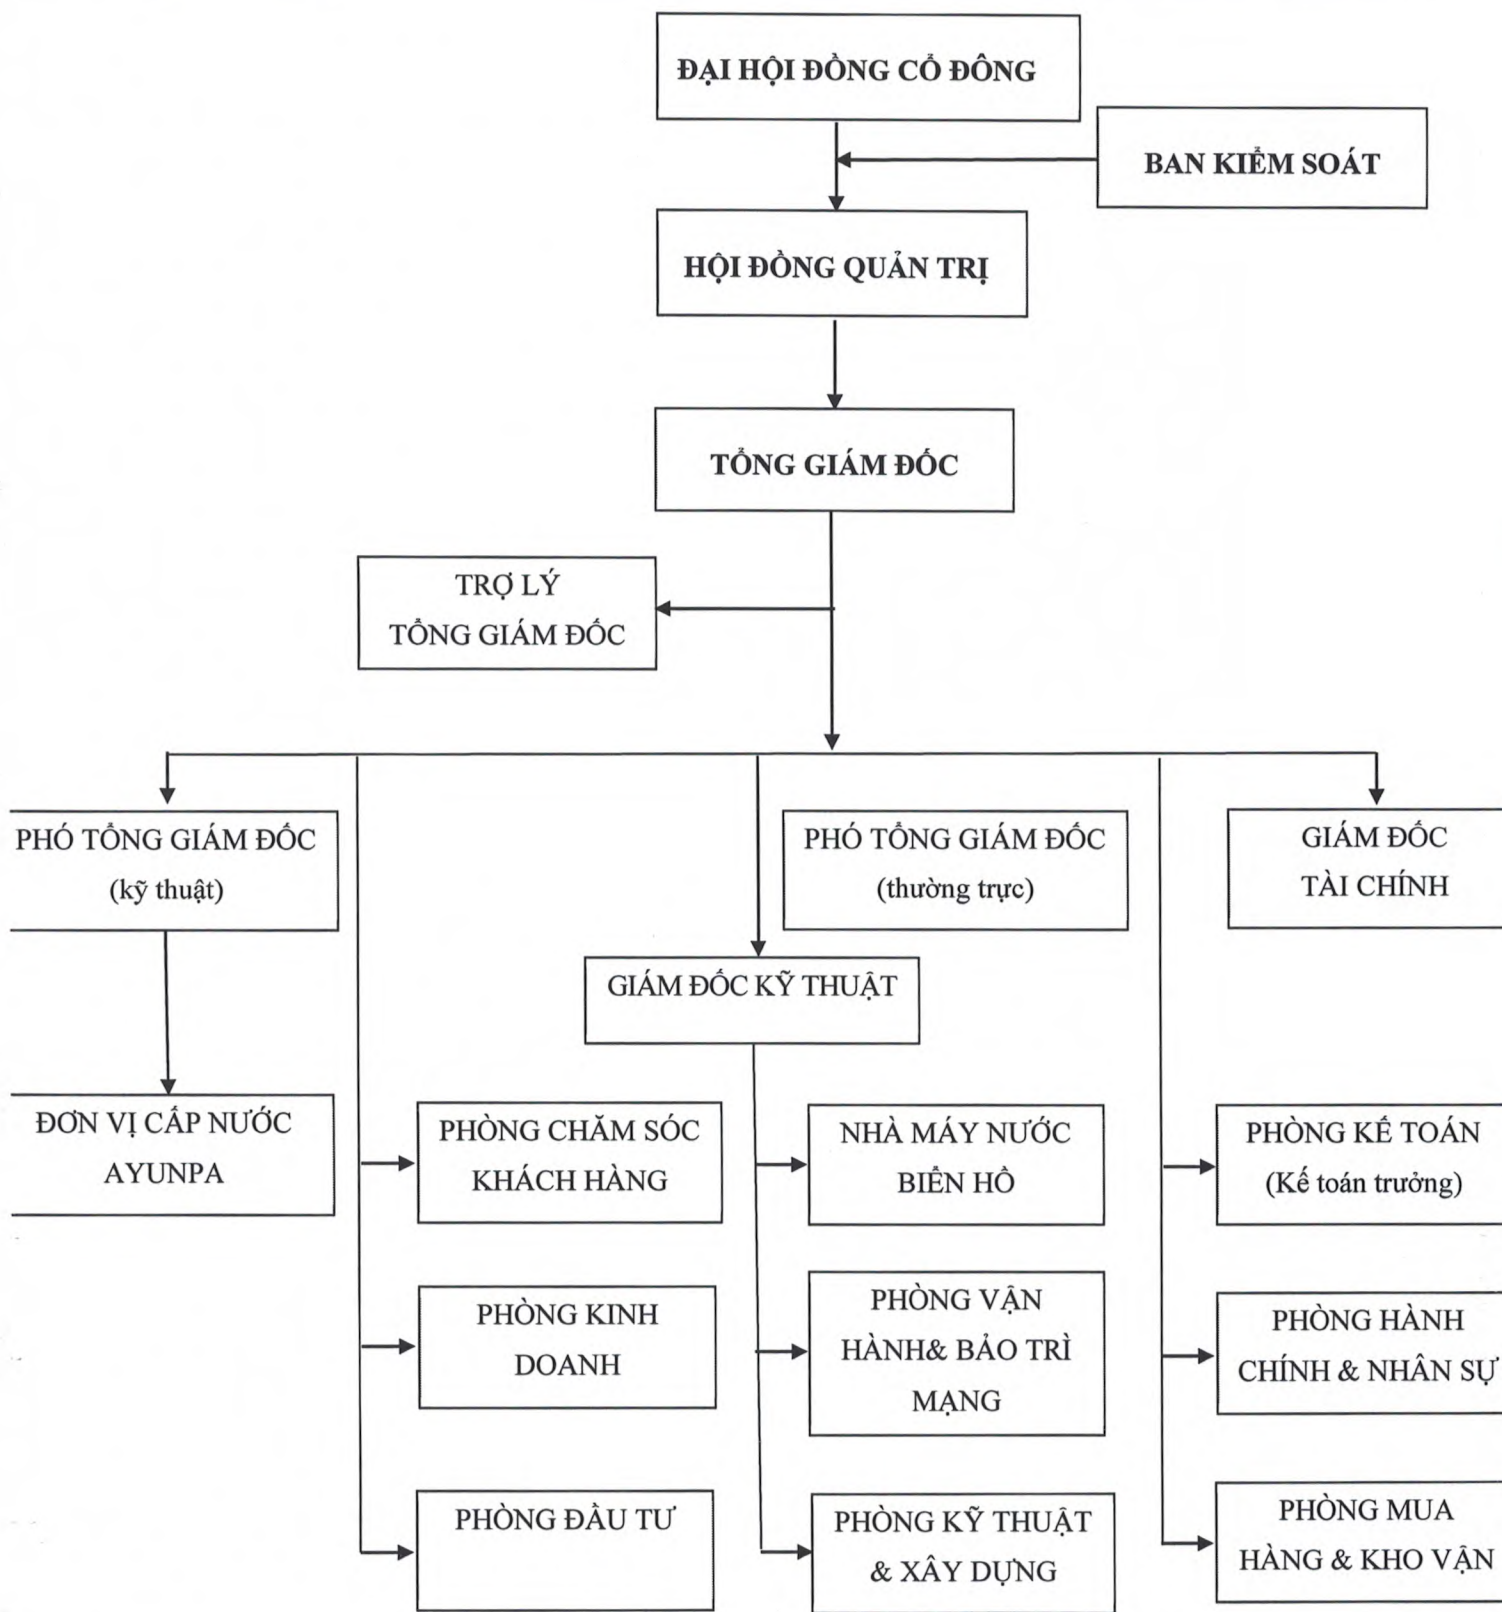 ĐẠI HỘI ĐỒNG CỔ ĐÔNG
BAN KIỂM SOÁT
HỘI ĐỒNG QUẢN TRỊ
TỔNG GIÁM ĐỐC
TRỢ LÝ
TỔNG GIÁM ĐỐC
PHÓ TỔNG GIÁM ĐỐC
(kỹ thuật)
PHÓ TỔNG GIÁM ĐỐC
(thường trực)
GIÁM ĐỐC
TÀI CHÍNH
GIÁM ĐỐC KỸ THUẬT
ĐƠN VỊ CẤP NƯỚC
AYUNPA
PHÒNG CHĂM SÓC
KHÁCH HÀNG
NHÀ MÁY NƯỚC
BIỂN HỒ
PHÒNG KẾ TOÁN
(Kế toán trưởng)
PHÒNG KINH
DOANH
PHÒNG VẬN
HÀNH& BẢO TRÌ
MẠNG
PHÒNG HÀNH
CHÍNH & NHÂN SỰ
PHÒNG ĐẦU TƯ
PHÒNG KỸ THUẬT
& XÂY DỰNG
PHÒNG MUA
HÀNG & KHO VẬN